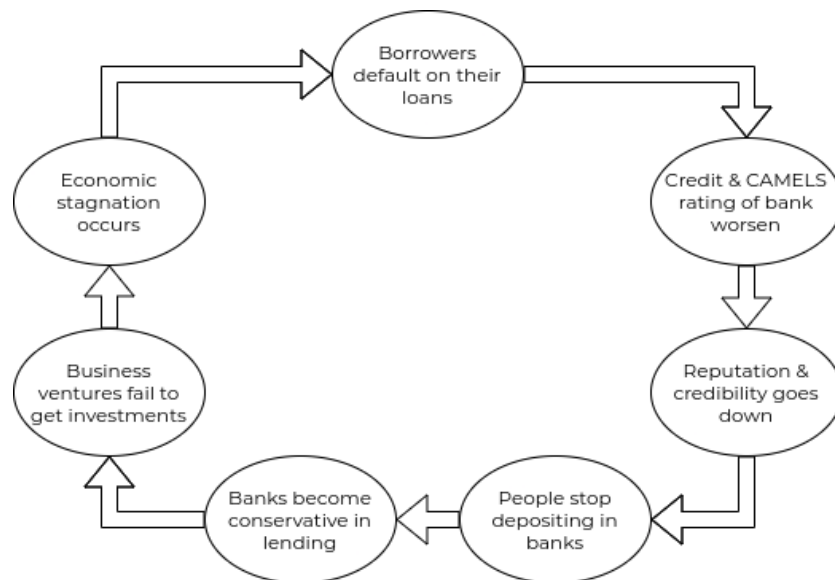 Borrowers
default on their
loans
Credit & CAMELS
rating of bank
worsen
Reputation &
credibility goes
down
People stop
depositing in
banks
Banks become
conservative in
lending
Business
ventures fail to
get investments
Economic
stagnation
occurs